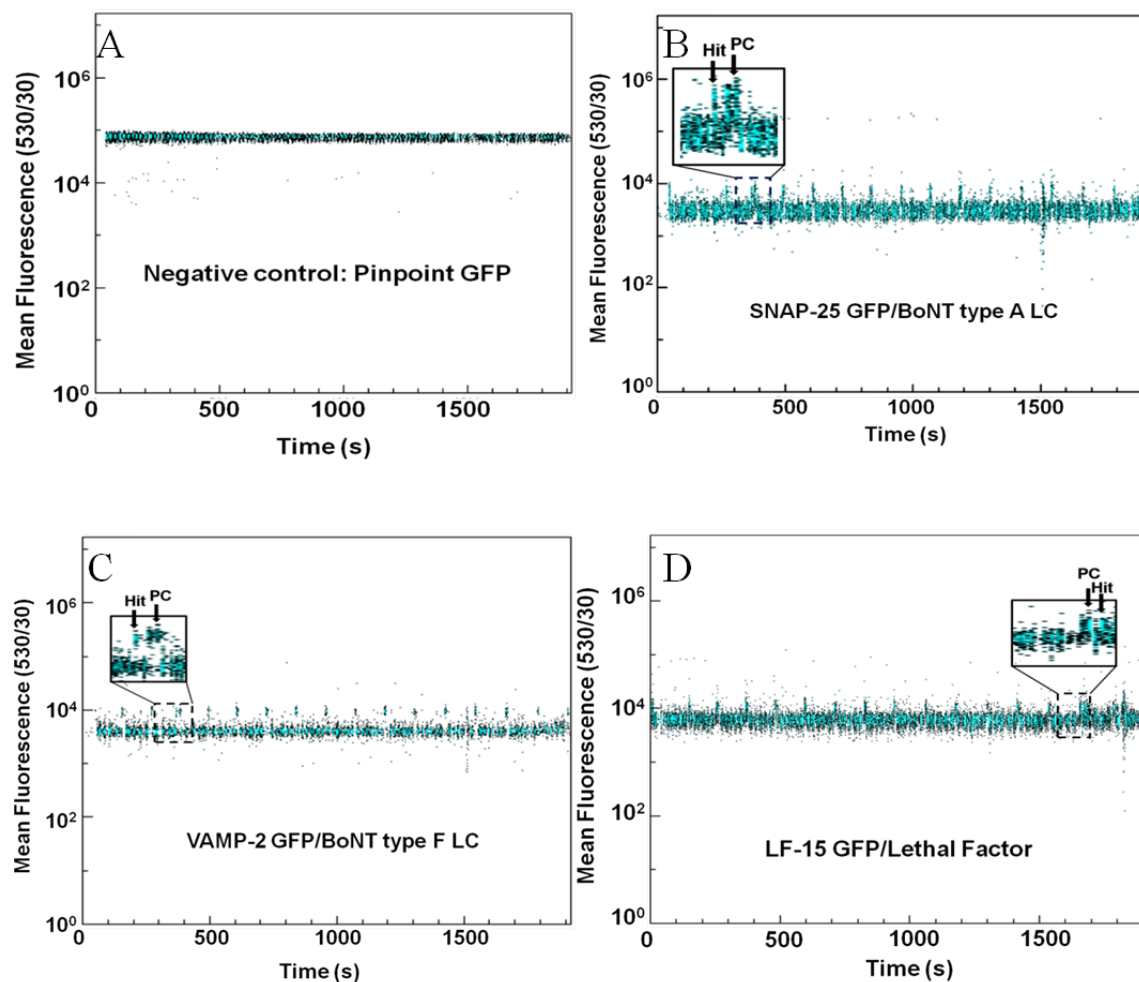 A
Mean Fluorescence (530/30)
10⁶
10⁴
10²
10⁰
Negative control: Pinpoint GFP
0 500 1000 1500
Time (s)
B
Hit PC
Mean Fluorescence (530/30)
10⁶
10⁴
10²
10⁰
SNAP-25 GFP/BoNT type A LC
0 500 1000 1500
Time (s)
C
Hit PC
Mean Fluorescence (530/30)
10⁶
10⁴
10²
10⁰
VAMP-2 GFP/BoNT type F LC
0 500 1000 1500
Time (s)
D
PC
Hit
Mean Fluorescence (530/30)
10⁶
10⁴
10²
10⁰
LF-15 GFP/Lethal Factor
0 500 1000 1500
Time (s)